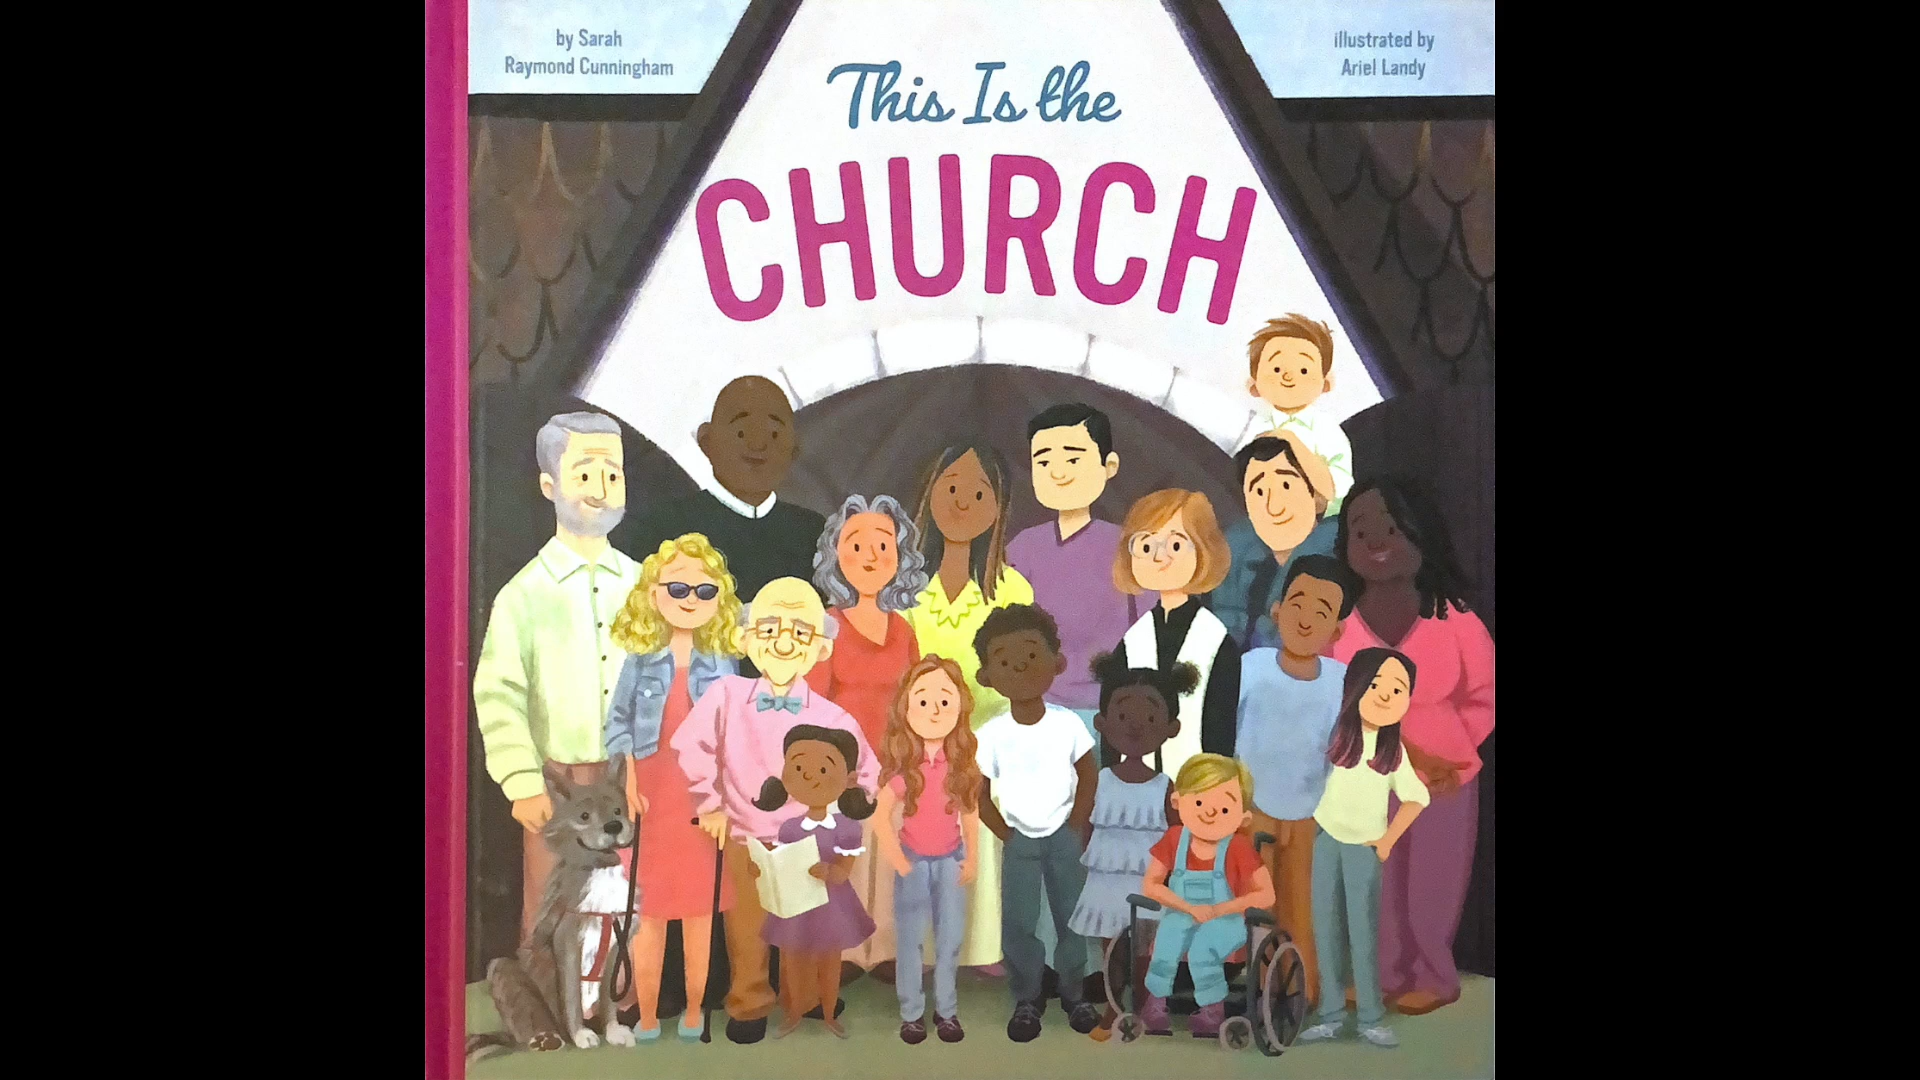 by Sarah
Raymond Cunningham
illustrated by
Ariel Landy
This Is the
CHURCH